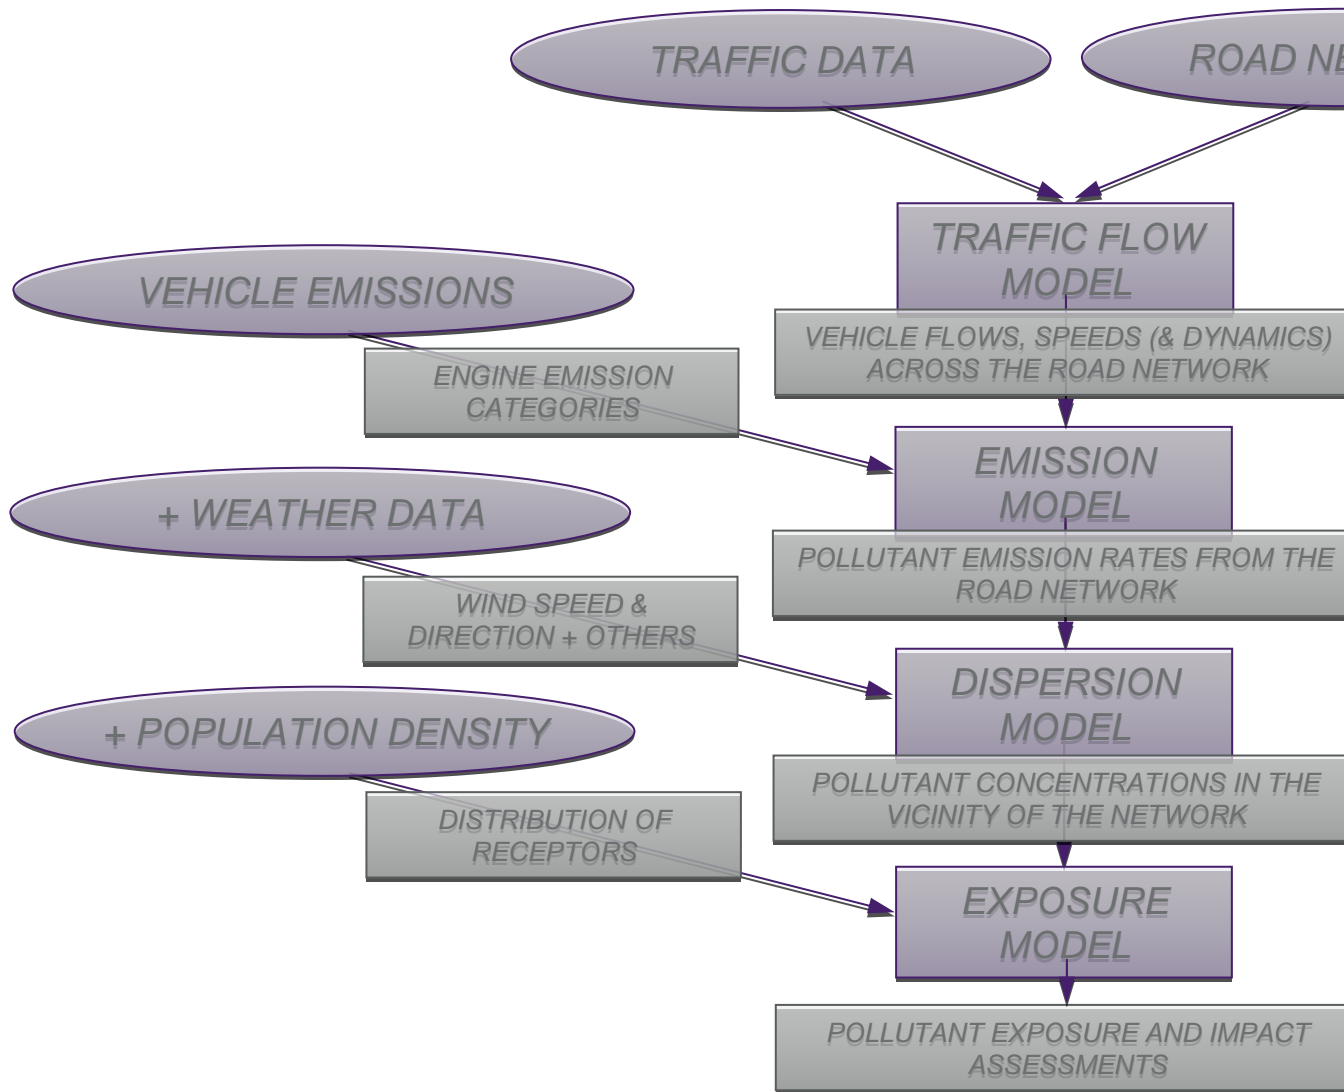 TRAFFIC DATA
ROAD NE
TRAFFIC FLOW
MODEL
VEHICLE EMISSIONS
VEHICLE FLOWS, SPEEDS (& DYNAMICS)
ACROSS THE ROAD NETWORK
ENGINE EMISSION
CATEGORIES
EMISSION
MODEL
+ WEATHER DATA
POLLUTANT EMISSION RATES FROM THE
ROAD NETWORK
WIND SPEED &
DIRECTION + OTHERS
DISPERSION
MODEL
+ POPULATION DENSITY
POLLUTANT CONCENTRATIONS IN THE
VICINITY OF THE NETWORK
DISTRIBUTION OF
RECEPTORS
EXPOSURE
MODEL
POLLUTANT EXPOSURE AND IMPACT
ASSESSMENTS